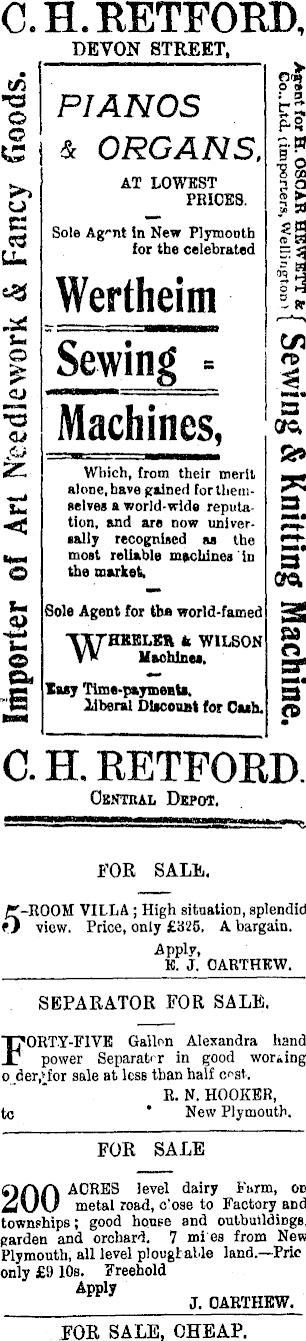 C. H. RETFORD,
DEVON STREET,
Importer of Art Needlework & Fancy Goods.
PIANOS
& ORGANS,
AT LOWEST
PRICES.
Sole Agent in New Plymouth
for the celebrated
Wertheim
Sewing =
Machines,
Which, from their merit
alone, have gained for them-
selves a world-wide reputa-
tion, and are now univer-
sally recognised as the
most reliable machines in
the market,
Sole Agent for the world-famed
WHEELER & WILSON
Machines.
Easy Time-payments.
Liberal Discount for Cash.
Agent for H OSCAR HEWETT &
Co., Ltd. (importers, Wellington)
Sewing & Knitting Machine.
C. H. RETFORD.
CENTRAL DEPOT.
FOR SALE.
5-ROOM VILLA; High situation, splendid
view. Price, only £325. A bargain.
Apply,
E. J. CARTHEW.
SEPARATOR FOR SALE.
FORTY-FIVE Gallon Alexandra hand
power Separator in good working
o der, for sale at less than half cost.
R. N. HOOKER,
tc New Plymouth.
FOR SALE
200 ACRES level dairy Farm, on
metal road, c'ose to Factory and
townships; good house and outbuildings,
garden and orchard. 7 mi es from New
Plymouth, all level ploughable land.—Pric
only £9 10s. Freehold
Apply
J. CARTHEW.
FOR SALE, CHEAP.